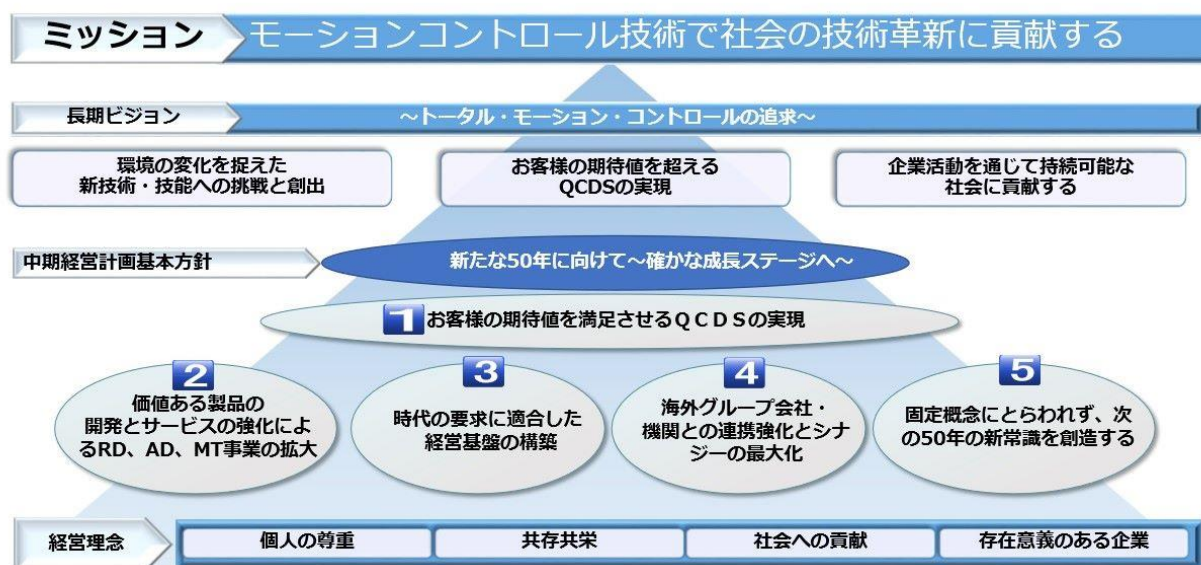 ミッション
モーションコントロール技術で社会の技術革新に貢献する
長期ビジョン
～トータル・モーション・コントロールの追求～
環境の変化を捉えた
新技術・技能への挑戦と創出
お客様の期待値を超える
QCDSの実現
企業活動を通じて持続可能な
社会に貢献する
中期経営計画基本方針
新たな50年に向けて～確かな成長ステージへ～
1 お客様の期待値を満足させるＱＣＤＳの実現
2
価値ある製品の
開発とサービスの強化によ
るRD、AD、MT事業の拡大
3
時代の要求に適合した
経営基盤の構築
4
海外グループ会社・
機関との連携強化とシナ
ジーの最大化
5
固定概念にとらわれず、次
の50年の新常識を創造する
経営理念
個人の尊重
共存共栄
社会への貢献
存在意義のある企業